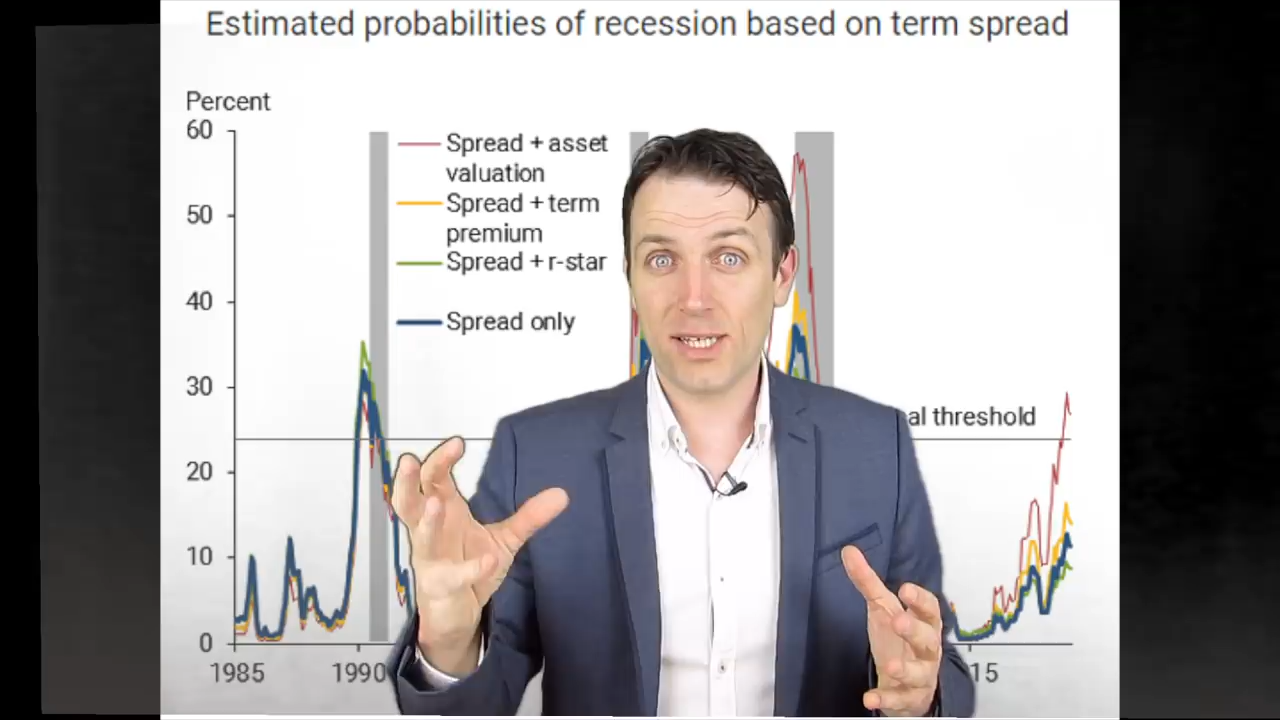 Estimated probabilities of recession based on term spread
Percent
60
50
40
30
20
10
0
Spread + asset
valuation
Spread + term
premium
Spread + r-star
Spread only
al threshold
1985
1990
15